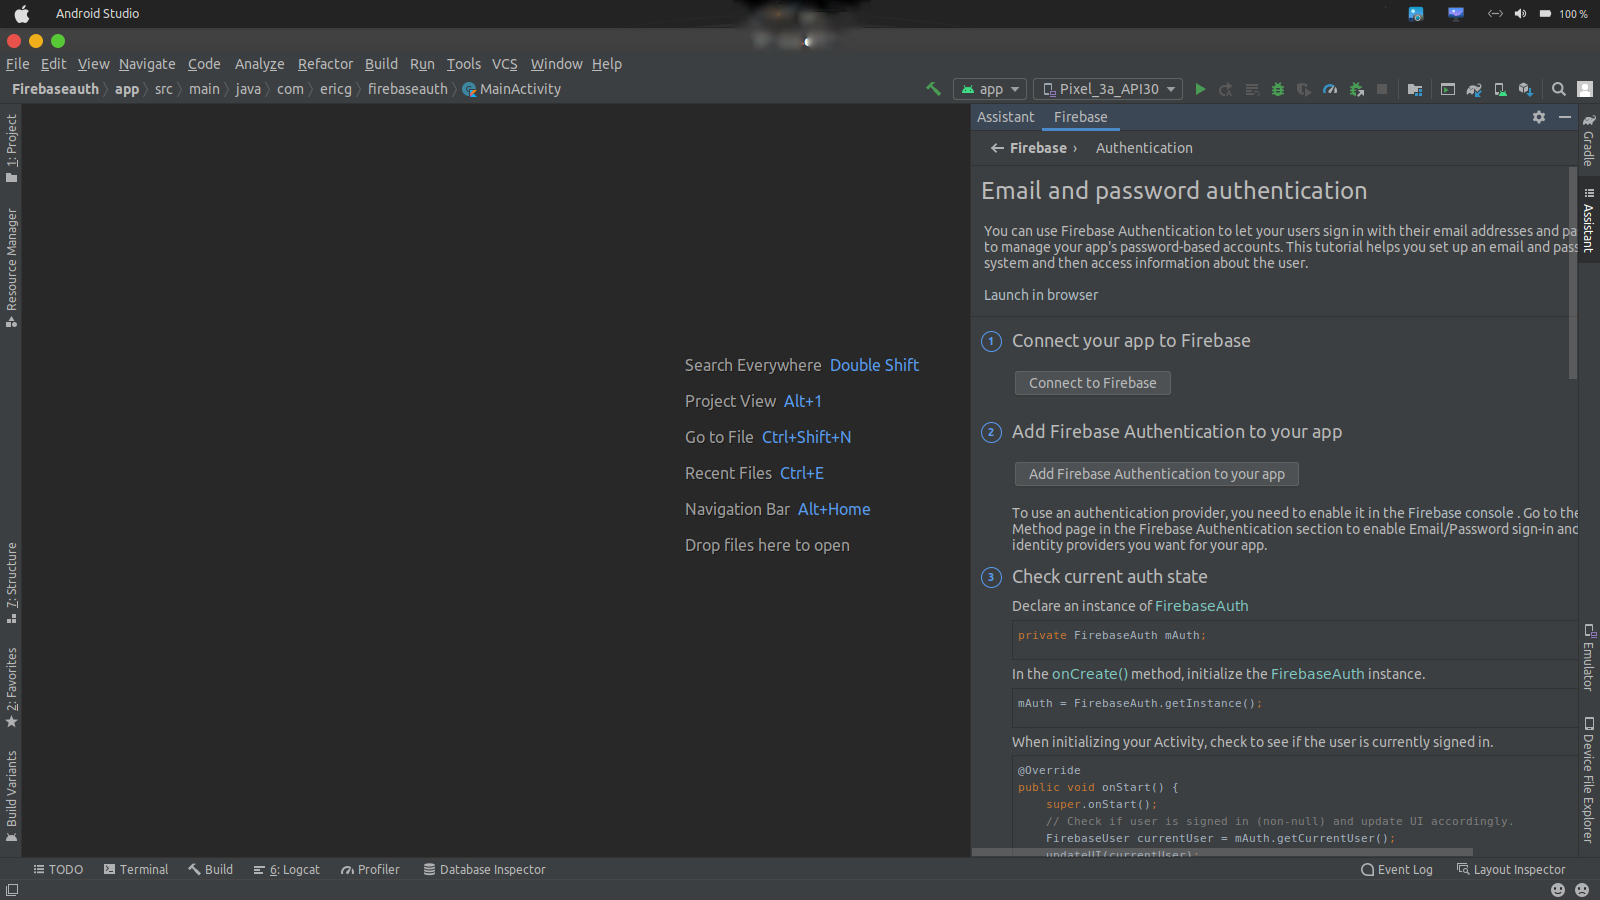 Android Studio
100 %
File Edit View Navigate Code Analyze Refactor Build Run Tools VCS Window Help
Firebaseauth app src main java com ericg firebaseauth MainActivity
app Pixel_3a_API30
Assistant Firebase
← Firebase › Authentication
Email and password authentication
You can use Firebase Authentication to let your users sign in with their email addresses and pa
to manage your app's password-based accounts. This tutorial helps you set up an email and pas
system and then access information about the user.
Launch in browser
1 Connect your app to Firebase
Connect to Firebase
2 Add Firebase Authentication to your app
Add Firebase Authentication to your app
To use an authentication provider, you need to enable it in the Firebase console . Go to the
Method page in the Firebase Authentication section to enable Email/Password sign-in and
identity providers you want for your app.
3 Check current auth state
Declare an instance of FirebaseAuth
private FirebaseAuth mAuth;
In the onCreate() method, initialize the FirebaseAuth instance.
mAuth = FirebaseAuth.getInstance();
When initializing your Activity, check to see if the user is currently signed in.
@Override
public void onStart() {
super.onStart();
// Check if user is signed in (non-null) and update UI accordingly.
FirebaseUser currentUser = mAuth.getCurrentUser();
updateUI(currentUser);
Search Everywhere Double Shift
Project View Alt+1
Go to File Ctrl+Shift+N
Recent Files Ctrl+E
Navigation Bar Alt+Home
Drop files here to open
1: Project
Resource Manager
7: Structure
2: Favorites
Build Variants
Gradle
Assistant
Emulator
Device File Explorer
TODO Terminal Build 6: Logcat Profiler Database Inspector Event Log Layout Inspector